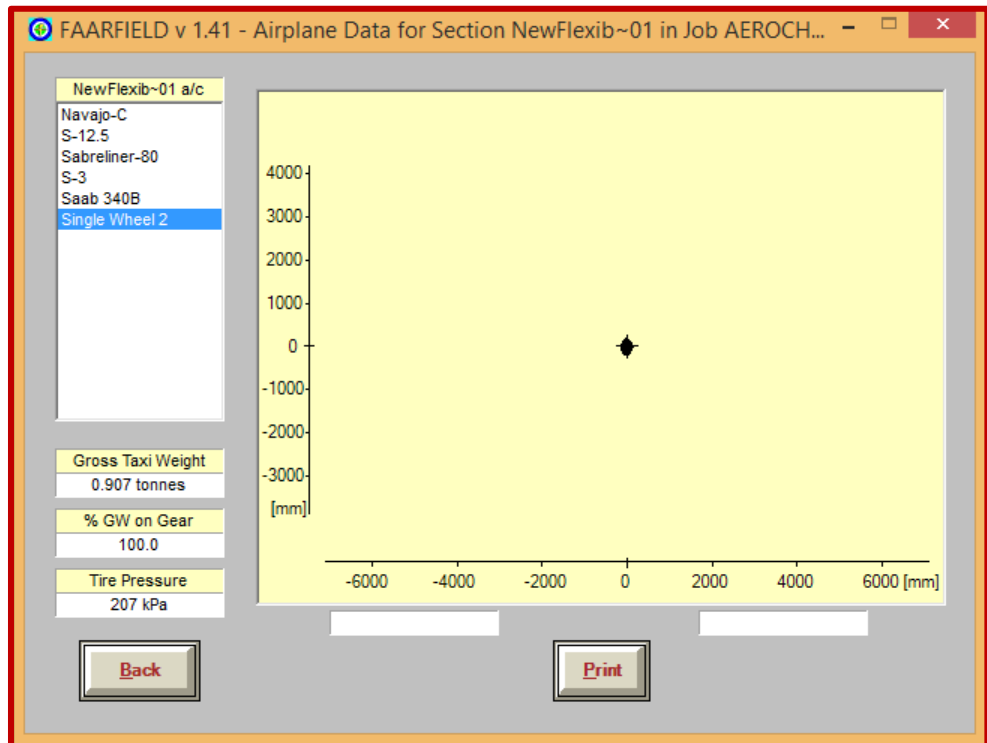 FAARFIELD v 1.41 - Airplane Data for Section NewFlexib~01 in Job AEROCH...
NewFlexib~01 a/c
Navajo-C
S-12.5
Sabreliner-80
S-3
Saab 340B
Single Wheel 2
Gross Taxi Weight
0.907 tonnes
% GW on Gear
100.0
Tire Pressure
207 kPa
4000
3000
2000
1000
0
-1000
-2000
-3000
[mm]
-6000 -4000 -2000 0 2000 4000 6000 [mm]
Back Print